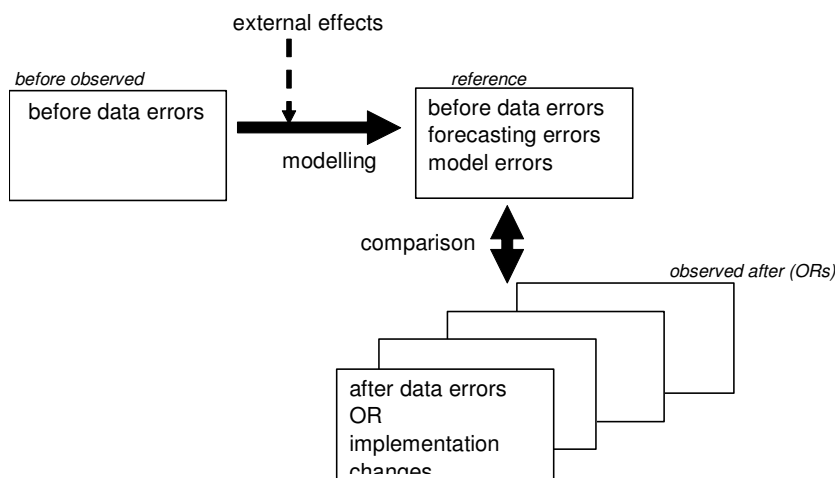 external effects
before observed
before data errors
modelling
reference
before data errors
forecasting errors
model errors
comparison
observed after (ORs)
after data errors
OR
implementation
changes